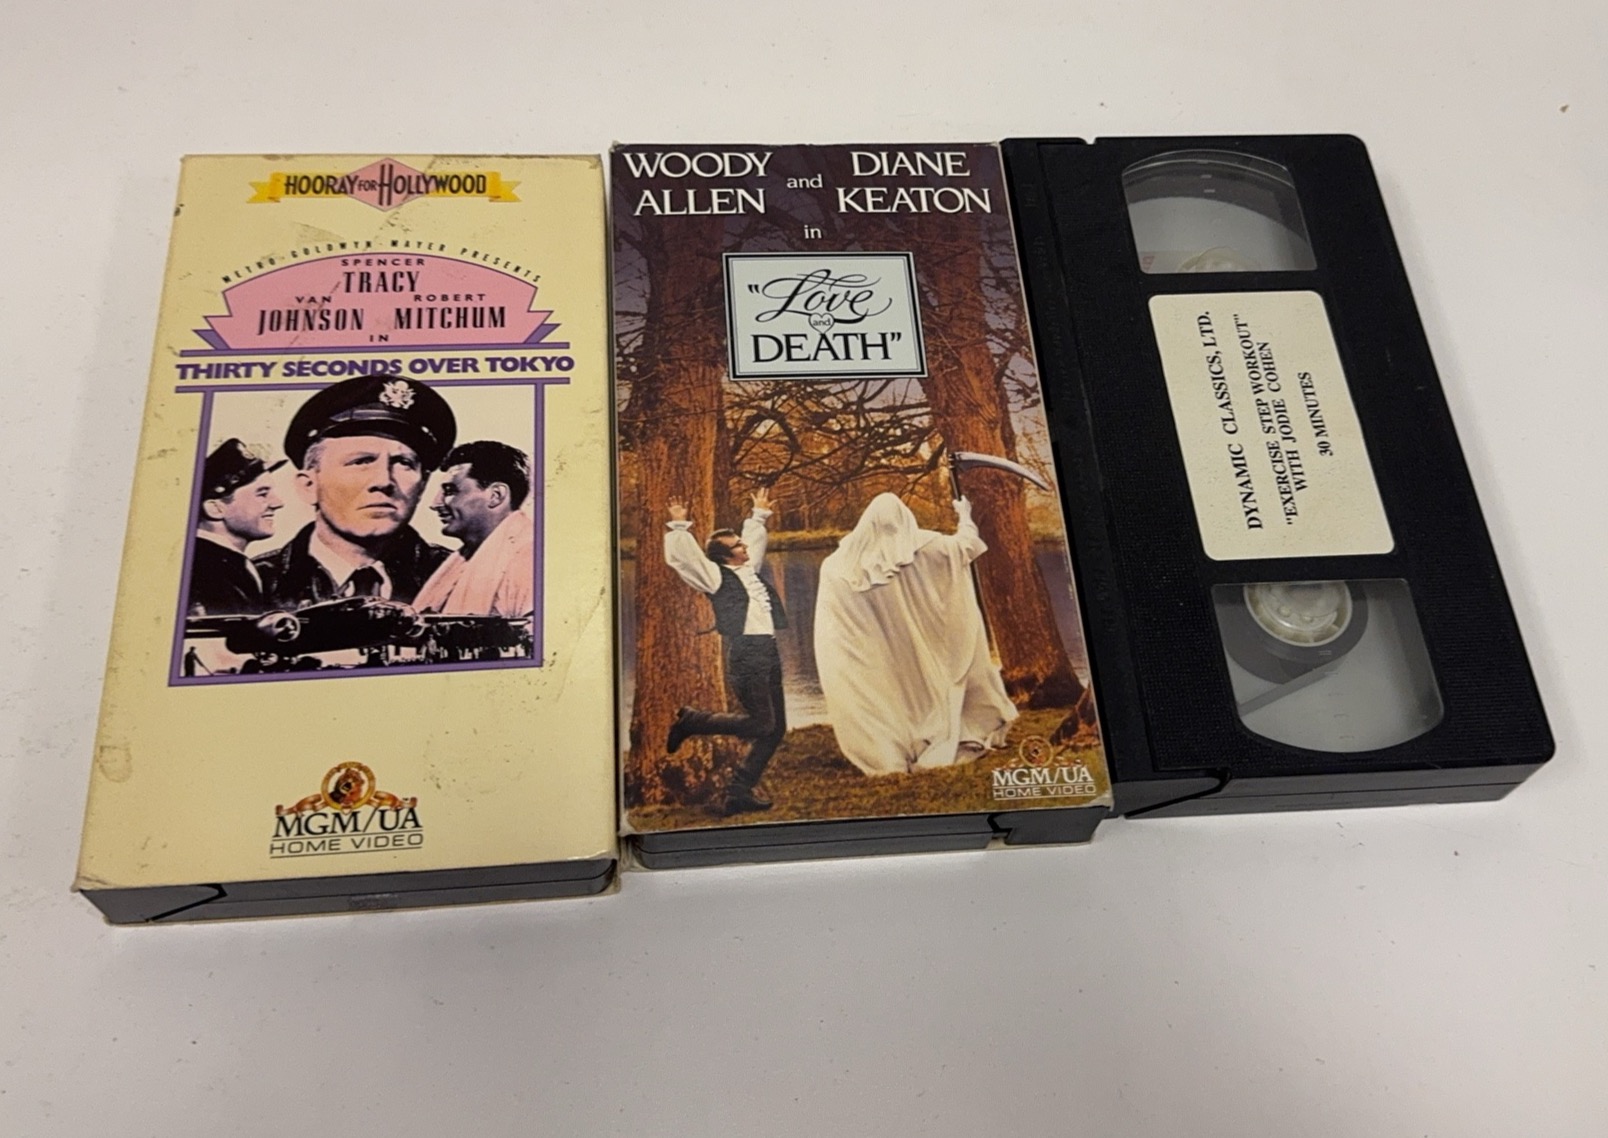 HOORAY FOR HOLLYWOOD
METRO-GOLDWYN-MAYER PRESENTS
SPENCER
TRACY
VAN ROBERT
JOHNSON MITCHUM
IN
THIRTY SECONDS OVER TOKYO
MGM/UA
HOME VIDEO
WOODY and DIANE
ALLEN KEATON
in
"Love
and
DEATH"
MGM/UA
HOME VIDEO
DYNAMIC CLASSICS, LTD.
"EXERCISE STEP WORKOUT"
WITH JODIE COHEN
30 MINUTES